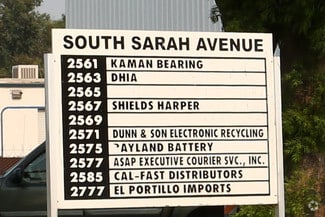 SOUTH SARAH AVENUE
2561 KAMAN BEARING
2563 DHIA
2565
2567 SHIELDS HARPER
2569
2571 DUNN & SON ELECTRONIC RECYCLING
2575 RAYLAND BATTERY
2577 ASAP EXECUTIVE COURIER SVC., INC.
2585 CAL-FAST DISTRIBUTORS
2777 EL PORTILLO IMPORTS